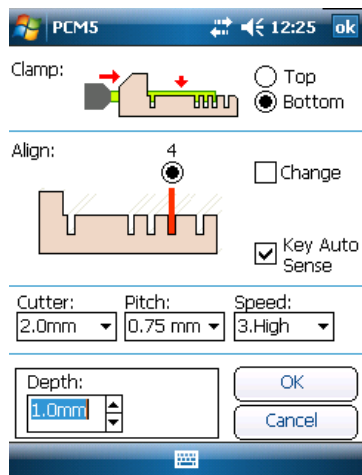 PCM5 12:25 ok
Clamp:
Top
Bottom
Align:
4
Change
Key Auto
Sense
Cutter: Pitch: Speed:
2.0mm 0.75 mm 3.High
Depth:
1.0mm
OK
Cancel